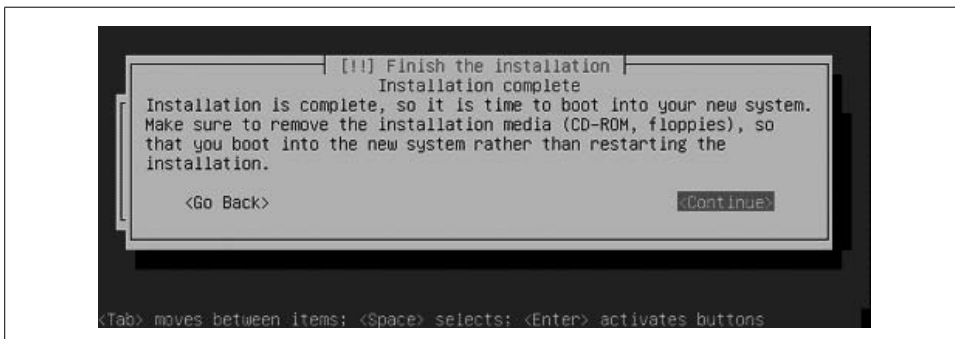 [!!] Finish the installation
Installation complete
Installation is complete, so it is time to boot into your new system.
Make sure to remove the installation media (CD-ROM, floppies), so
that you boot into the new system rather than restarting the
installation.
<Go Back> <Continue>
<Tab> moves between items; <Space> selects; <Enter> activates buttons